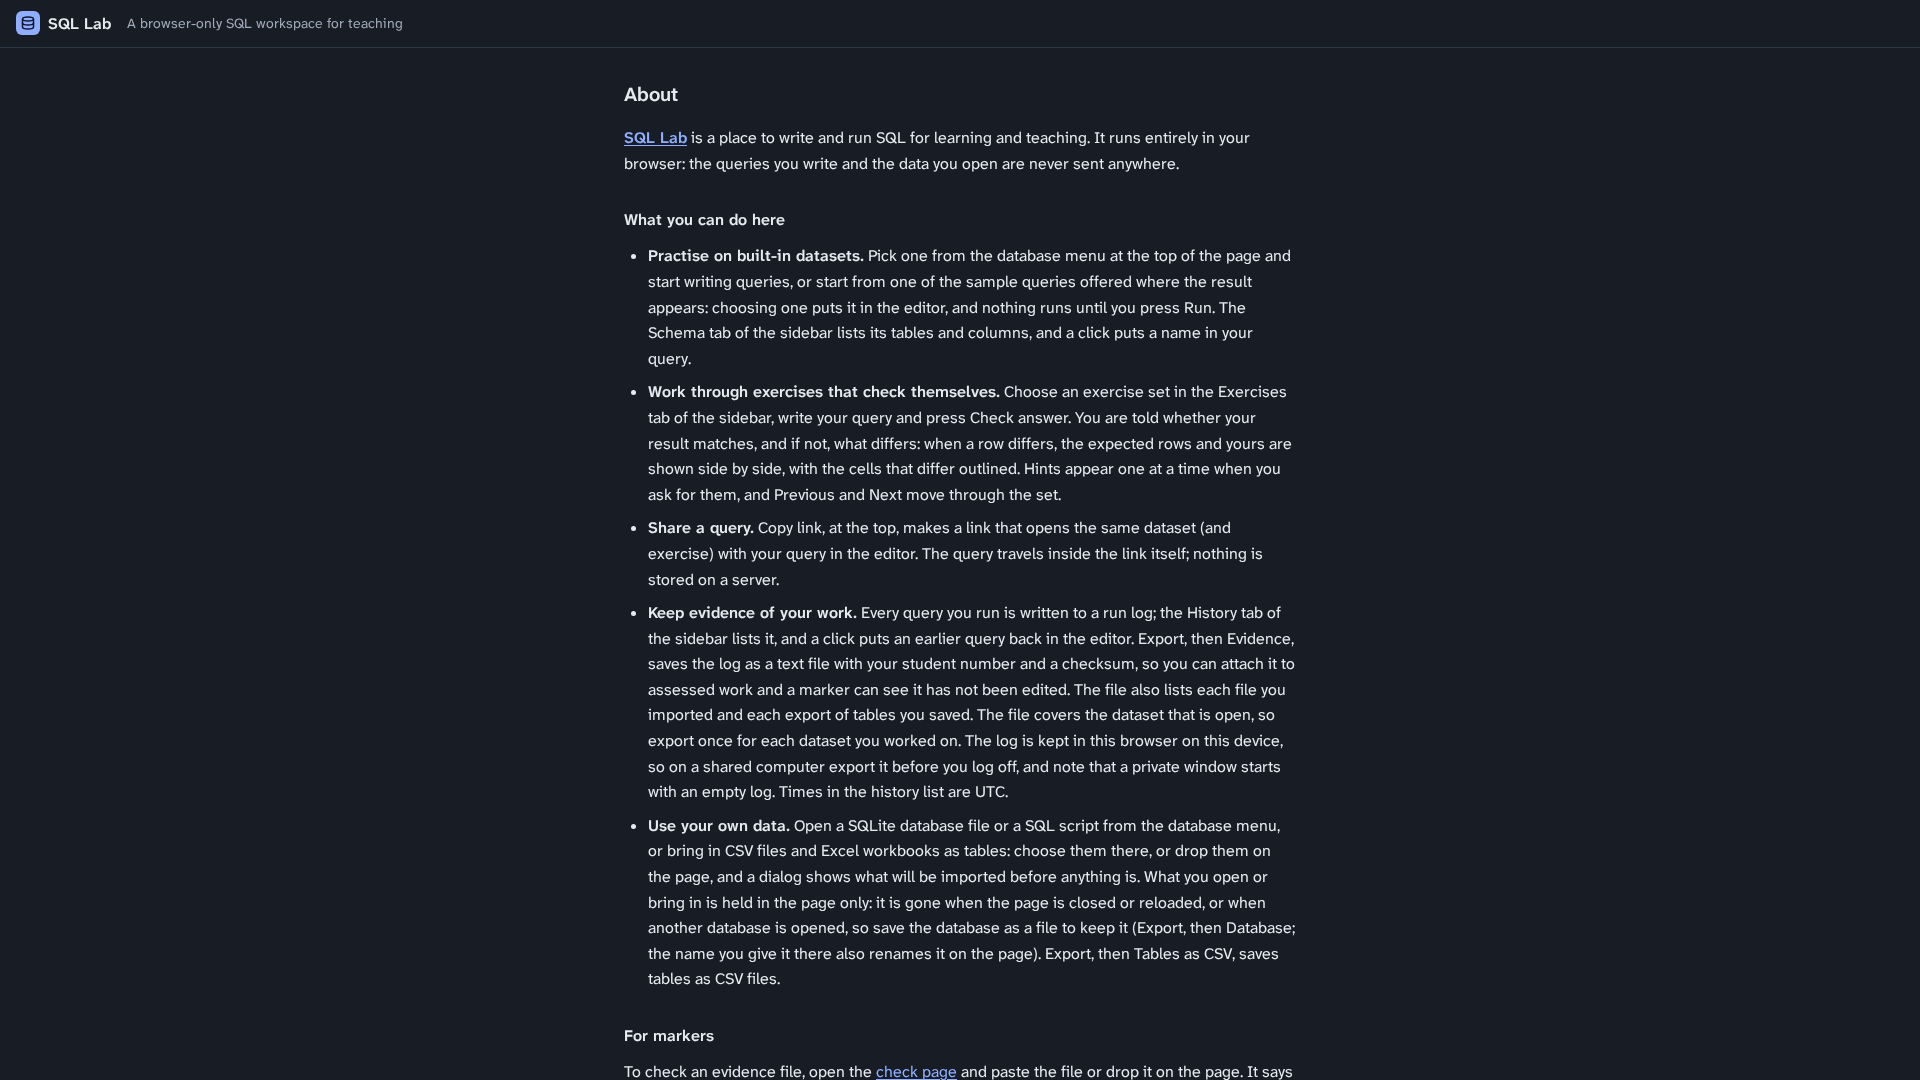 SQL Lab
A browser-only SQL workspace for teaching
About
SQL Lab is a place to write and run SQL for learning and teaching. It runs entirely in your
browser: the queries you write and the data you open are never sent anywhere.
What you can do here
• Practise on built-in datasets. Pick one from the database menu at the top of the page and
start writing queries, or start from one of the sample queries offered where the result
appears: choosing one puts it in the editor, and nothing runs until you press Run. The
Schema tab of the sidebar lists its tables and columns, and a click puts a name in your
query.
• Work through exercises that check themselves. Choose an exercise set in the Exercises
tab of the sidebar, write your query and press Check answer. You are told whether your
result matches, and if not, what differs: when a row differs, the expected rows and yours are
shown side by side, with the cells that differ outlined. Hints appear one at a time when you
ask for them, and Previous and Next move through the set.
• Share a query. Copy link, at the top, makes a link that opens the same dataset (and
exercise) with your query in the editor. The query travels inside the link itself; nothing is
stored on a server.
• Keep evidence of your work. Every query you run is written to a run log; the History tab of
the sidebar lists it, and a click puts an earlier query back in the editor. Export, then Evidence,
saves the log as a text file with your student number and a checksum, so you can attach it to
assessed work and a marker can see it has not been edited. The file also lists each file you
imported and each export of tables you saved. The file covers the dataset that is open, so
export once for each dataset you worked on. The log is kept in this browser on this device,
so on a shared computer export it before you log off, and note that a private window starts
with an empty log. Times in the history list are UTC.
• Use your own data. Open a SQLite database file or a SQL script from the database menu,
or bring in CSV files and Excel workbooks as tables: choose them there, or drop them on
the page, and a dialog shows what will be imported before anything is. What you open or
bring in is held in the page only: it is gone when the page is closed or reloaded, or when
another database is opened, so save the database as a file to keep it (Export, then Database;
the name you give it there also renames it on the page). Export, then Tables as CSV, saves
tables as CSV files.
For markers
To check an evidence file, open the check page and paste the file or drop it on the page. It says